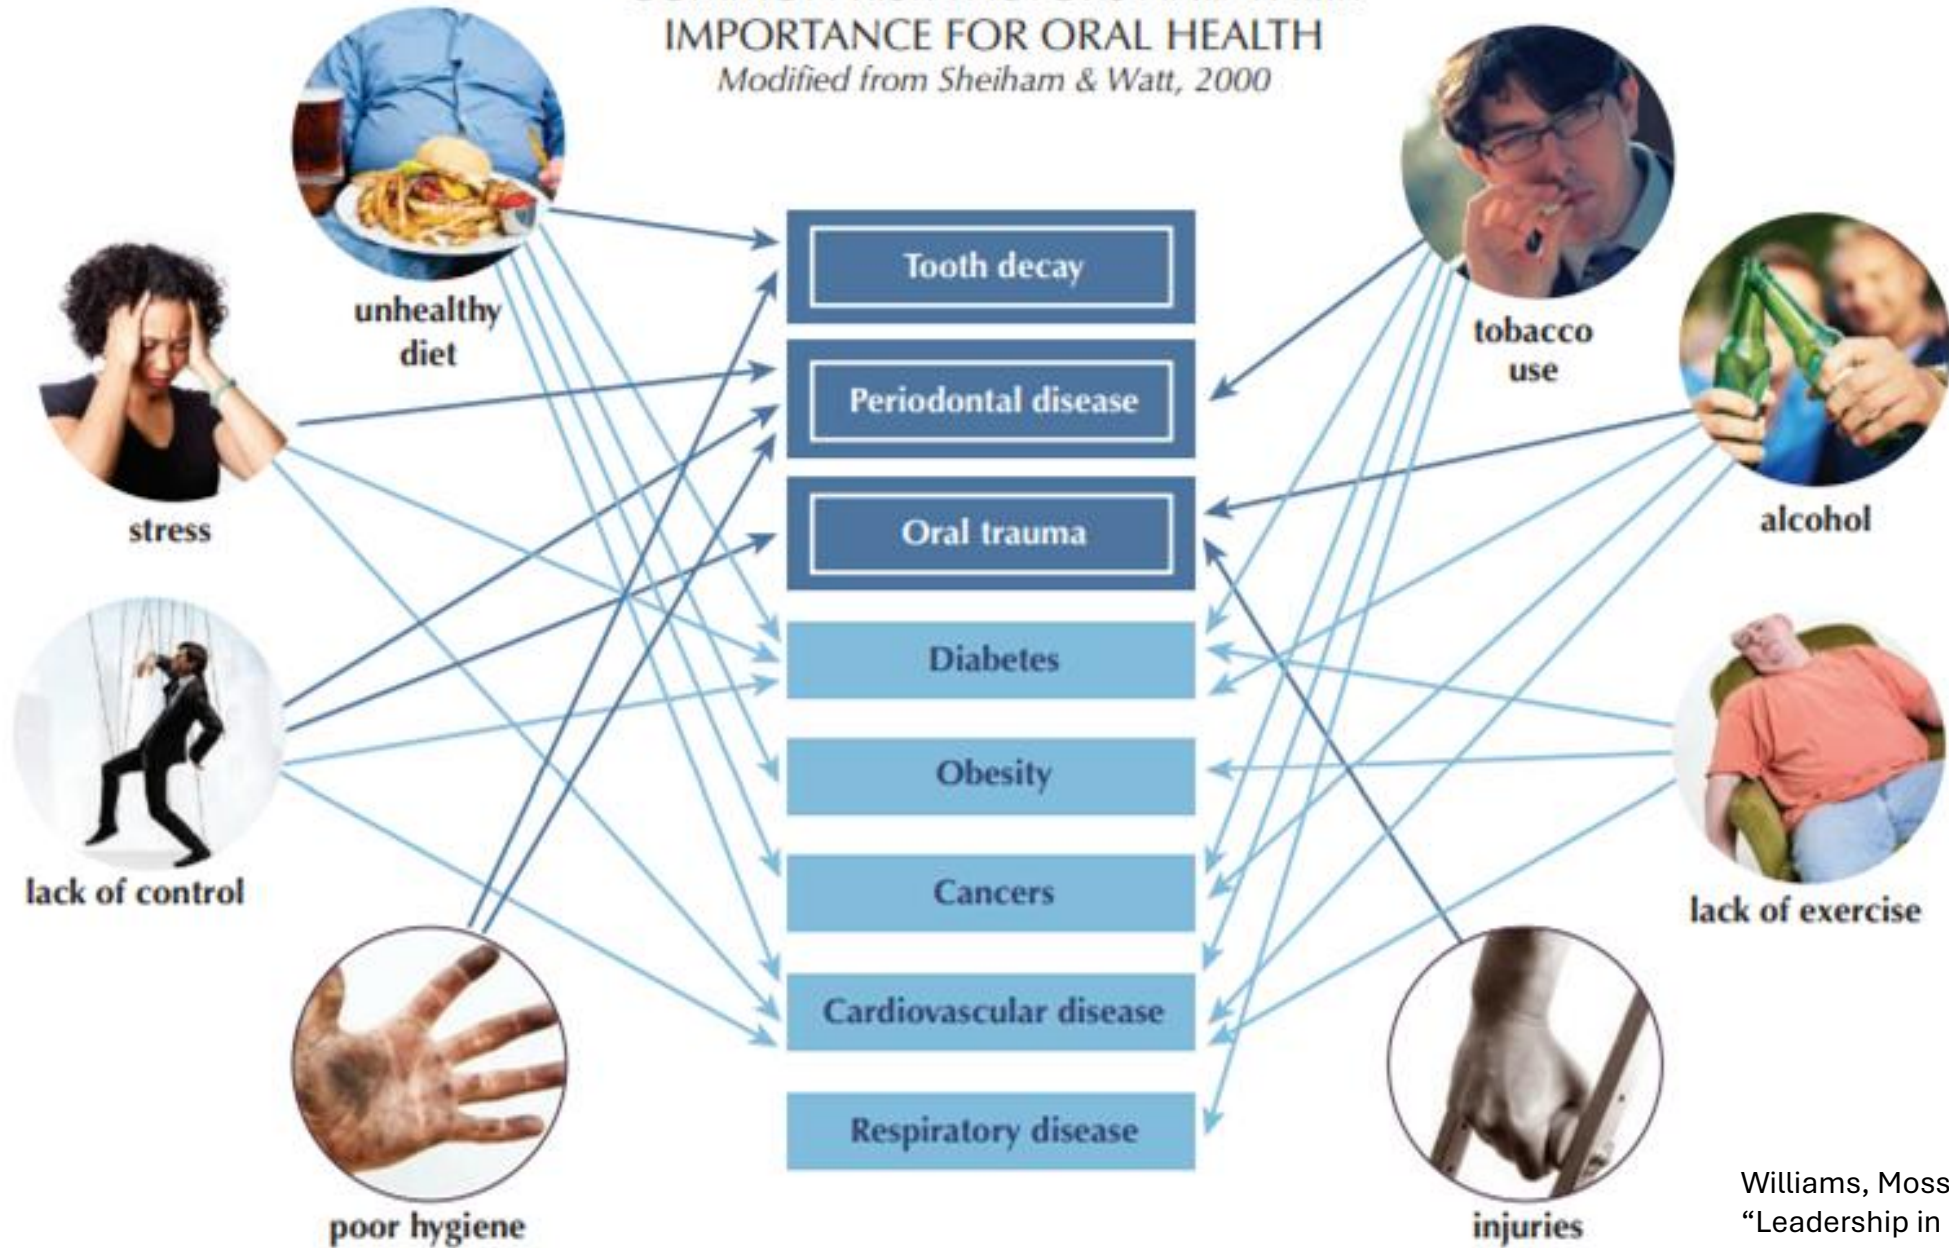 IMPORTANCE FOR ORAL HEALTH
Modified from Sheiham & Watt, 2000
unhealthy
diet
tobacco
use
stress
alcohol
lack of control
lack of exercise
poor hygiene
injuries
Tooth decay
Periodontal disease
Oral trauma
Diabetes
Obesity
Cancers
Cardiovascular disease
Respiratory disease
Williams, Moss
“Leadership in